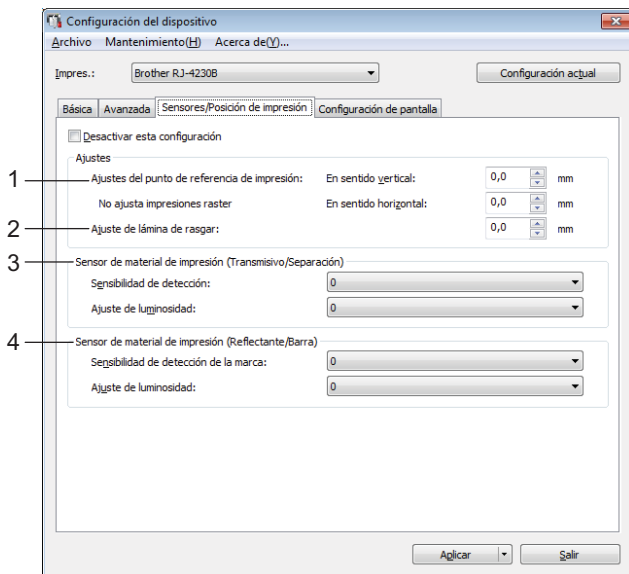 Configuración del dispositivo
Archivo Mantenimiento(H) Acerca de(Y)...
Impres.: Brother RJ-4230B Configuración actual
Básica Avanzada Sensores/Posición de impresión Configuración de pantalla
Desactivar esta configuración
Ajustes
1 Ajustes del punto de referencia de impresión: En sentido vertical: 0,0 mm
No ajusta impresiones raster En sentido horizontal: 0,0 mm
2 Ajuste de lámina de rasgar: 0,0 mm
3 Sensor de material de impresión (Transmisivo/Separación)
Sensibilidad de detección: 0
Ajuste de luminosidad: 0
4 Sensor de material de impresión (Reflectante/Barra)
Sensibilidad de detección de la marca: 0
Ajuste de luminosidad: 0
Aplicar Salir